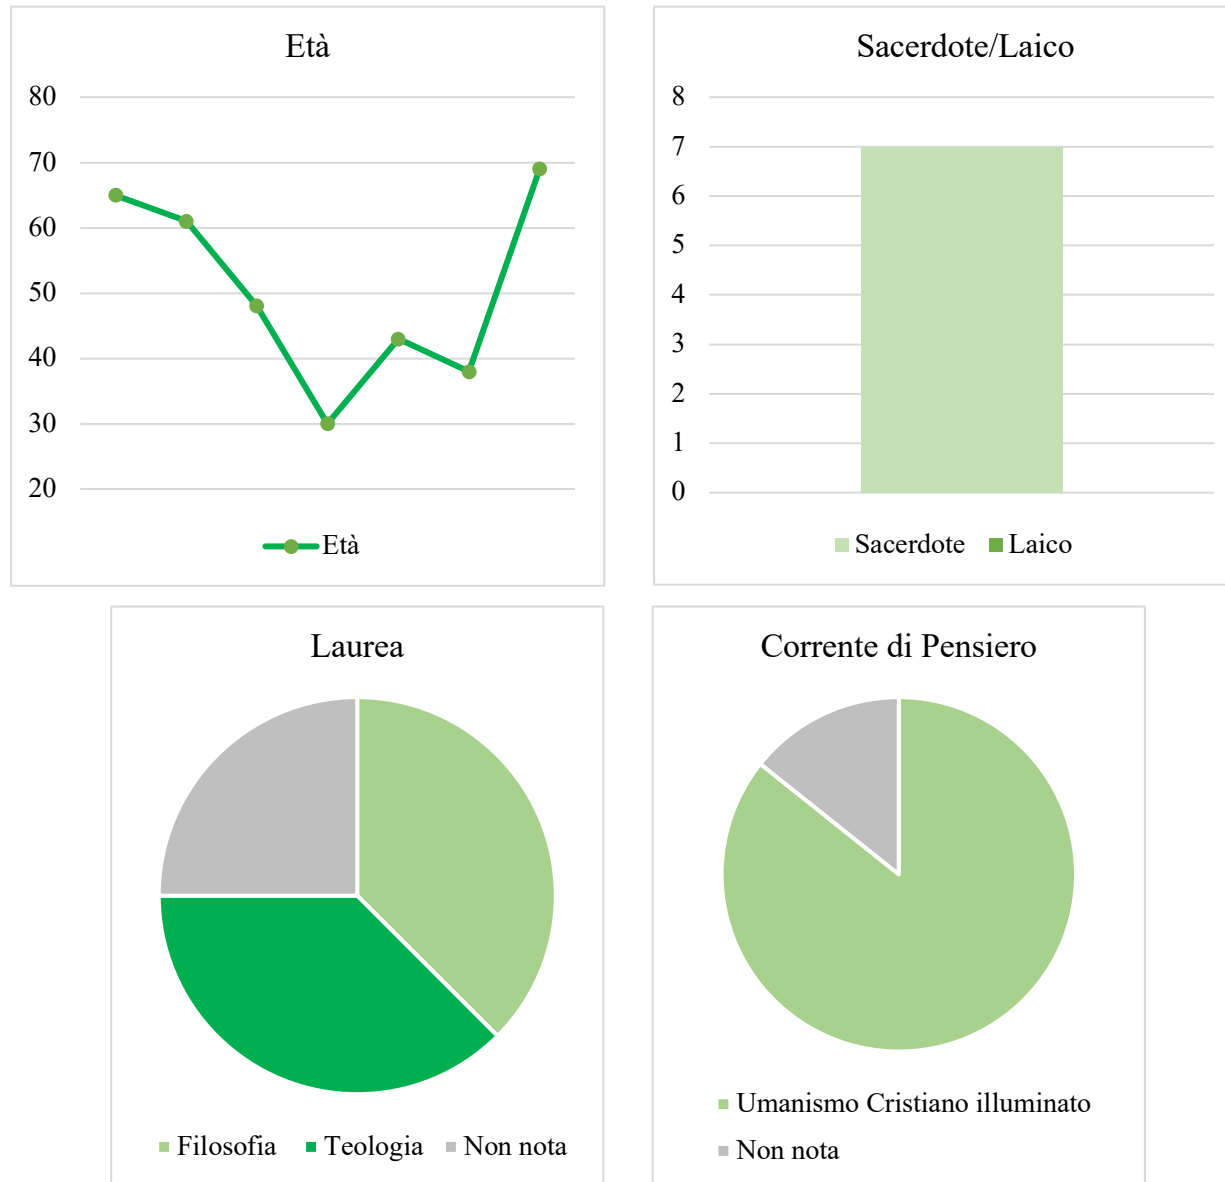 Età
80
70
60
50
40
30
20
Età
Sacerdote/Laico
8
7
6
5
4
3
2
1
0
Sacerdote Laico
Laurea
Filosofia Teologia Non nota
Corrente di Pensiero
Umanismo Cristiano illuminato
Non nota